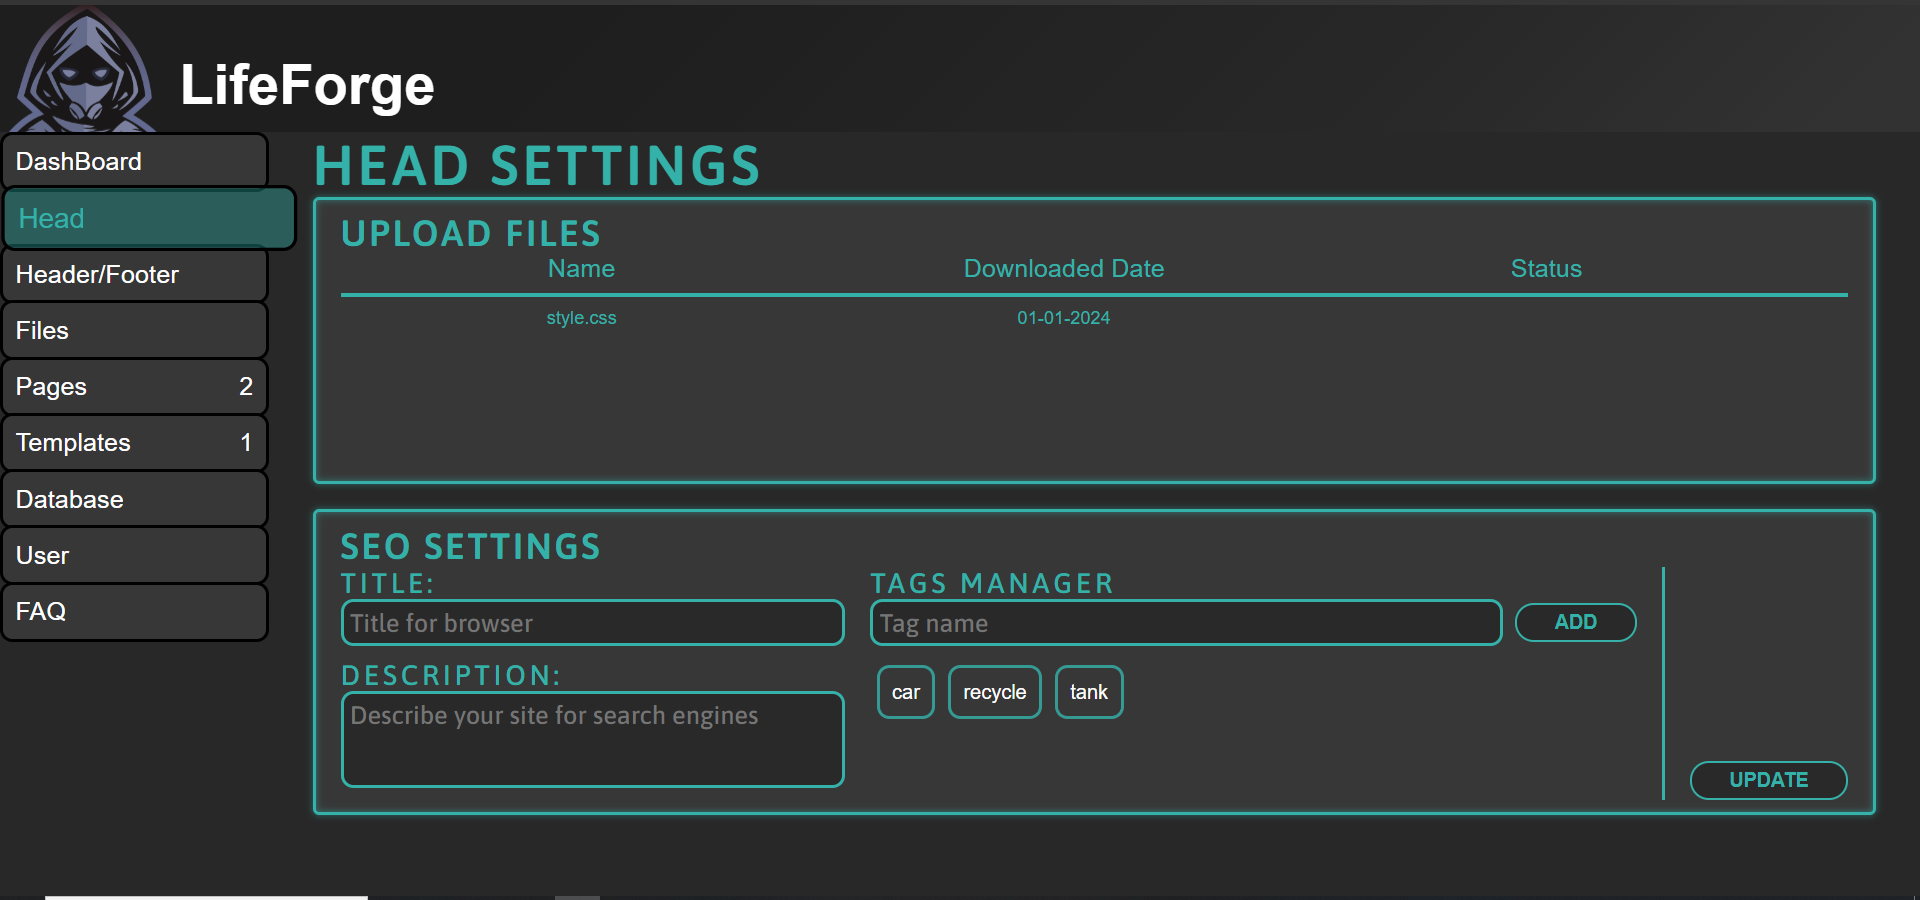 LifeForge
DashBoard
Head
Header/Footer
Files
Pages 2
Templates 1
Database
User
FAQ
HEAD SETTINGS
UPLOAD FILES
Name Downloaded Date Status
style.css 01-01-2024
SEO SETTINGS
TITLE:
Title for browser
DESCRIPTION:
Describe your site for search engines
TAGS MANAGER
Tag name ADD
car recycle tank
UPDATE